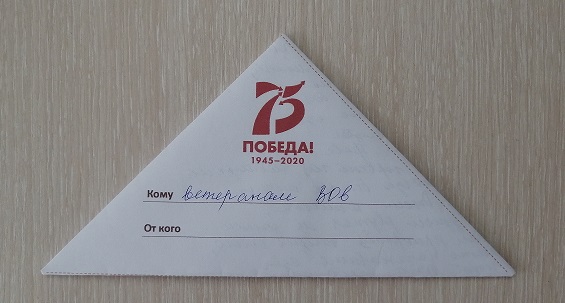 75
ПОБЕДА!
1945–2020
Кому ветеранам ВОВ
От кого